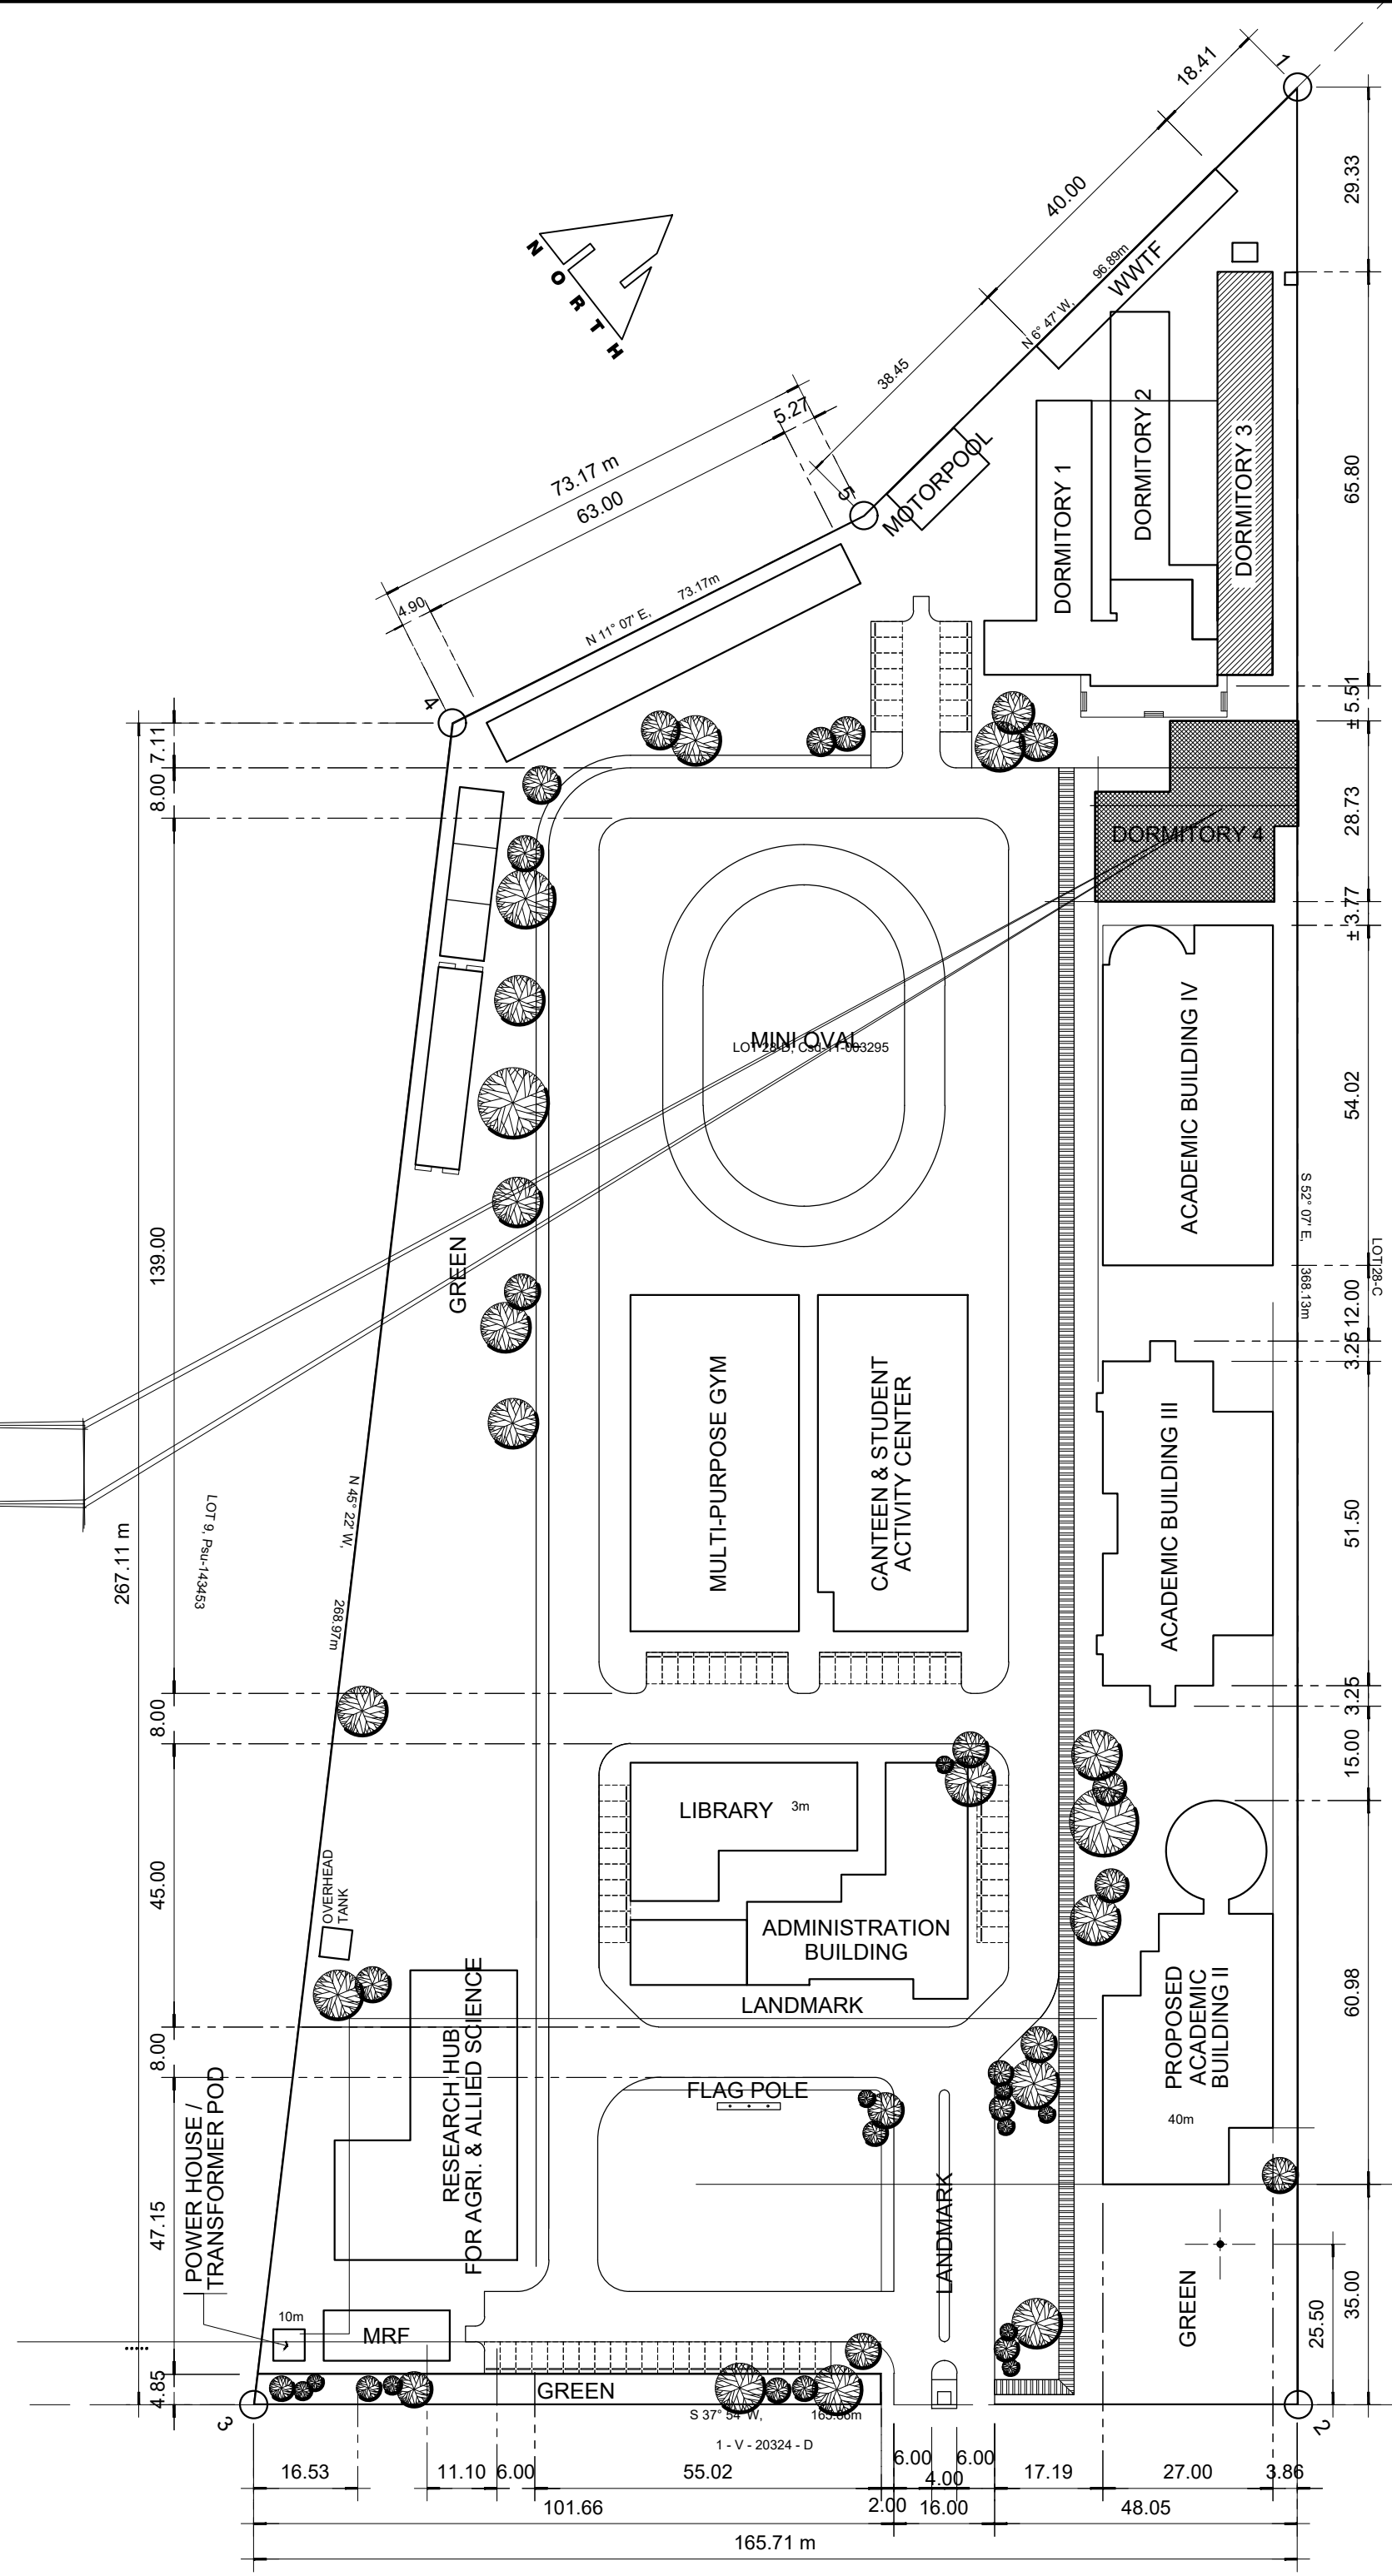 1
18.41
29.33
40.00
NORTH
96.89m
WWTF
N 6° 47' W,
38.45
5.27
73.17 m
63.00
5
MOTORPOOL
DORMITORY 1
DORMITORY 2
DORMITORY 3
65.80
4.90
N 11° 07' E,
73.17m
4
7.11
8.00
± 5.51
28.73
DORMITORY 4
± 3.77
MINI OVAL
LOT 28-D, Csd-11-003295
ACADEMIC BUILDING IV
54.02
S 52° 07' E,
368.13m
LOT 28-C
139.00
GREEN
12.00
3.25
MULTI-PURPOSE GYM
CANTEEN & STUDENT
ACTIVITY CENTER
ACADEMIC BUILDING III
51.50
N 45° 22' W,
268.97m
LOT 9, Psu-143453
267.11 m
8.00
3.25
15.00
LIBRARY
3m
45.00
OVERHEAD
TANK
ADMINISTRATION
BUILDING
LANDMARK
PROPOSED
ACADEMIC
BUILDING II
40m
60.98
8.00
RESEARCH HUB
FOR AGRI. & ALLIED SCIENCE
FLAG POLE
POWER HOUSE /
TRANSFORMER POD
47.15
LANDMARK
GREEN
25.50
35.00
10m
MRF
4.85
GREEN
3
2
S 37° 54' W,
165.86m
1 - V - 20324 - D
16.53
11.10
6.00
55.02
6.00
4.00
6.00
17.19
27.00
3.86
101.66
2.00
16.00
48.05
165.71 m